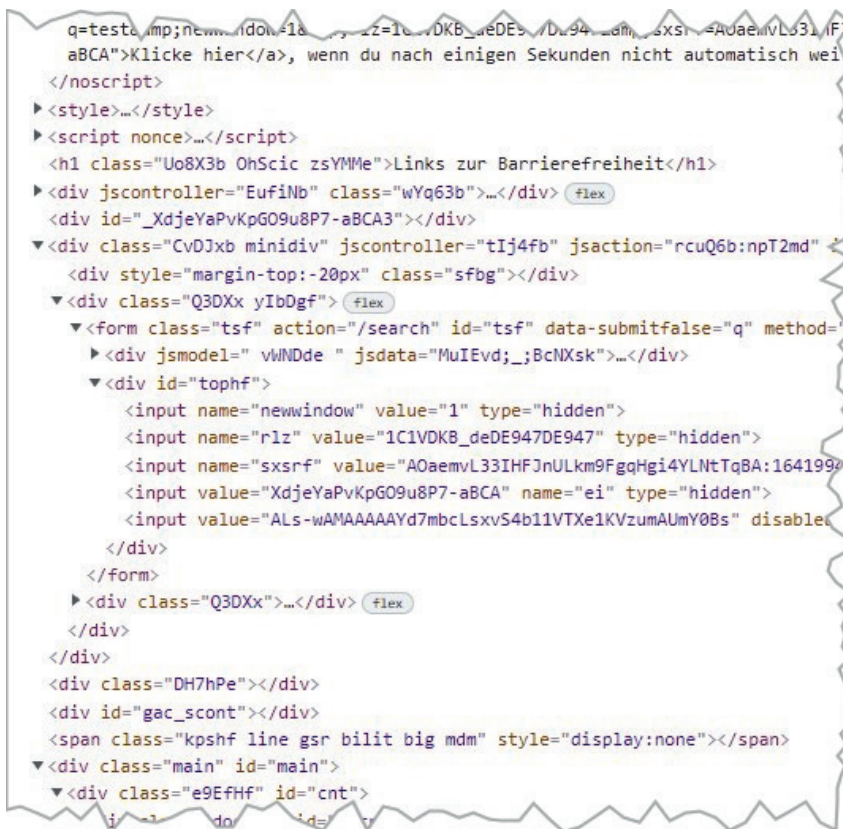 aBCA">Klicke hier</a>, wenn du nach einigen Sekunden nicht automatisch wei
</noscript>
<style>…</style>
<script nonce>…</script>
<h1 class="Uo8X3b OhScic zsYMMe">Links zur Barrierefreiheit</h1>
<div jscontroller="EufiNb" class="wYq63b">…</div> flex
<div id="_XdjeYaPvKpGO9u8P7-aBCA3"></div>
<div class="CvDJxb minidiv" jscontroller="tIj4fb" jsaction="rcuQ6b:npT2md"
<div style="margin-top:-20px" class="sfbg"></div>
<div class="Q3DXx yIbDgf"> flex
<form class="tsf" action="/search" id="tsf" data-submitfalse="q" method="
<div jsmodel=" vWNDde " jsdata="MuIEvd;_;BcNXsk">…</div>
<div id="tophf">
<input name="newwindow" value="1" type="hidden">
<input name="rlz" value="1C1VDKB_deDE947DE947" type="hidden">
<input name="sxsrf" value="AOaemvL33IHFJnULkm9FgqHgi4YLNtTqBA:1641994
<input value="XdjeYaPvKpGO9u8P7-aBCA" name="ei" type="hidden">
<input value="ALs-wAMAAAAAYd7mbcLsxvS4b11VTXe1KVzumAUmY0Bs" disable
</div>
</form>
<div class="Q3DXx">…</div> flex
</div>
</div>
<div class="DH7hPe"></div>
<div id="gac_scont"></div>
<span class="kpshf line gsr bilit big mdm" style="display:none"></span>
<div class="main" id="main">
<div class="e9EfHf" id="cnt">